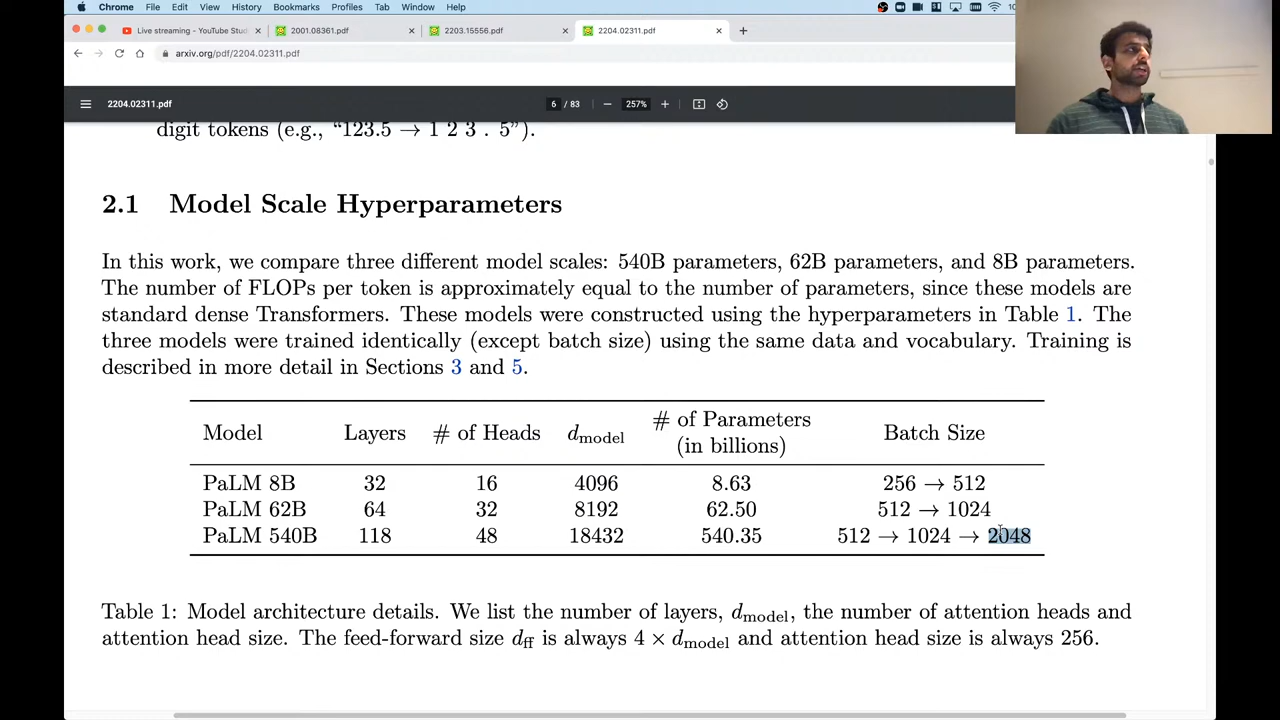 Chrome File Edit View History Bookmarks Profiles Tab Window Help
Live streaming - YouTube Stud
2001.08361.pdf
2203.15556.pdf
2204.02311.pdf
arxiv.org/pdf/2204.02311
2204.02311.pdf
6 / 83
257%
digit tokens (e.g., “123.5 → 1 2 3 . 5”).
2.1 Model Scale Hyperparameters
In this work, we compare three different model scales: 540B parameters, 62B parameters, and 8B parameters.
The number of FLOPs per token is approximately equal to the number of parameters, since these models are
standard dense Transformers. These models were constructed using the hyperparameters in Table 1. The
three models were trained identically (except batch size) using the same data and vocabulary. Training is
described in more detail in Sections 3 and 5.
Model Layers # of Heads d_model # of Parameters (in billions) Batch Size
PaLM 8B 32 16 4096 8.63 256 → 512
PaLM 62B 64 32 8192 62.50 512 → 1024
PaLM 540B 118 48 18432 540.35 512 → 1024 → 2048
Table 1: Model architecture details. We list the number of layers, d_model, the number of attention heads and
attention head size. The feed-forward size d_ff is always 4 × d_model and attention head size is always 256.